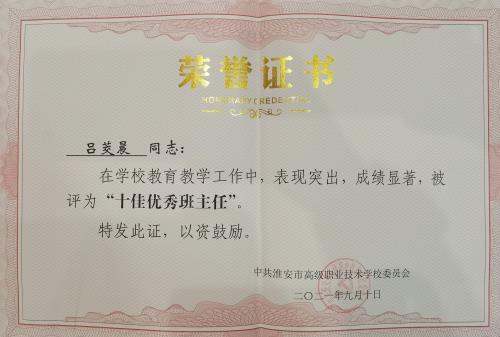 荣誉证书
HONORARY CREDENTIAL
吕荧晨 同志：
在学校教育教学工作中，表现突出，成绩显著，被
评为“十佳优秀班主任”。
特发此证，以资鼓励。
中共淮安市高级职业技术学校委员会
二〇二一年九月十日